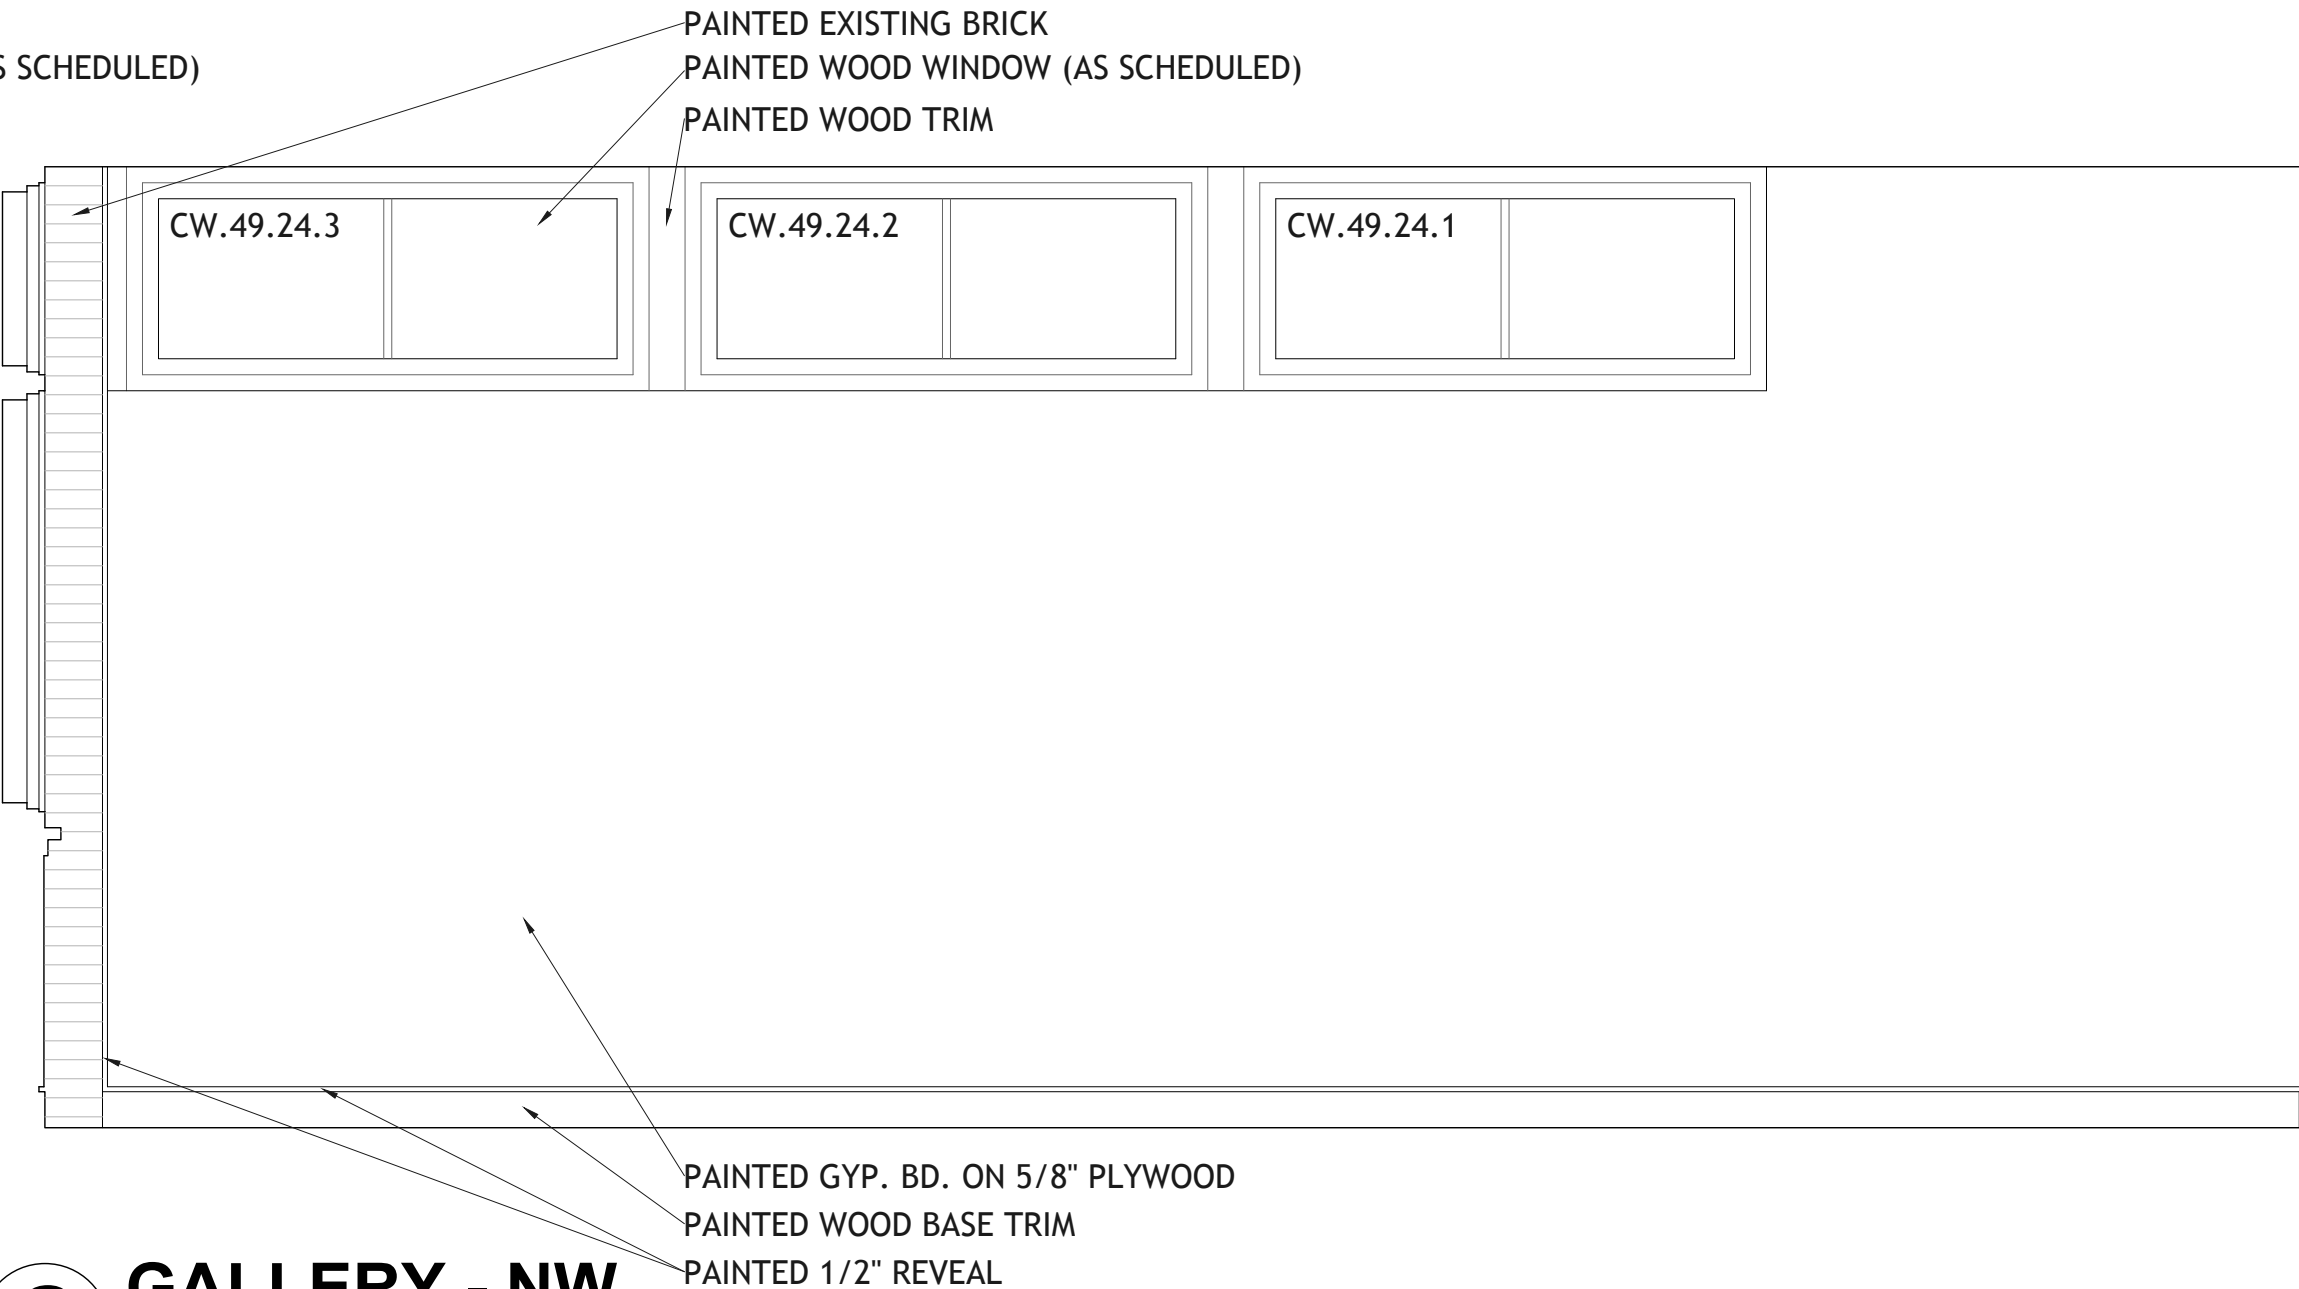 PAINTED EXISTING BRICK
SCHEDULED)
PAINTED WOOD WINDOW (AS SCHEDULED)
PAINTED WOOD TRIM
CW.49.24.3
CW.49.24.2
CW.49.24.1
PAINTED GYP. BD. ON 5/8" PLYWOOD
PAINTED WOOD BASE TRIM
PAINTED 1/2" REVEAL
GALLERY - NW